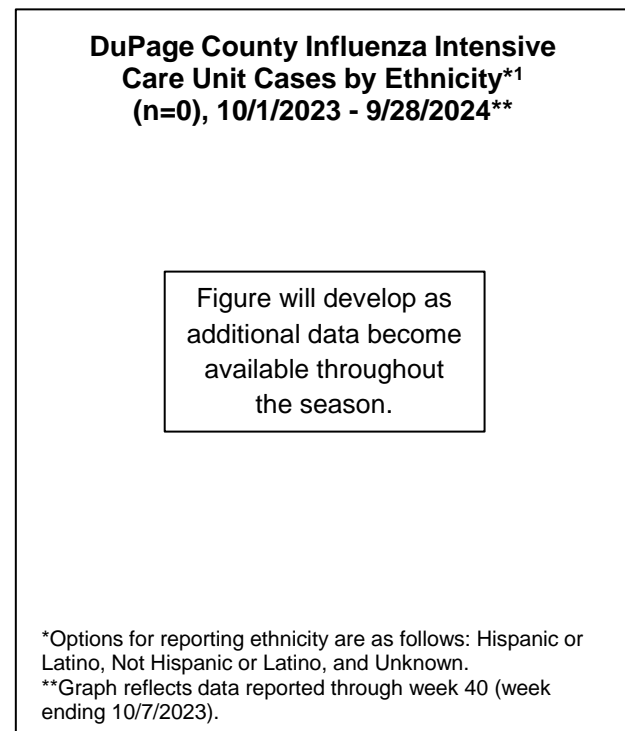 DuPage County Influenza Intensive
Care Unit Cases by Ethnicity*1
(n=0), 10/1/2023 - 9/28/2024**
Figure will develop as
additional data become
available throughout
the season.
*Options for reporting ethnicity are as follows: Hispanic or
Latino, Not Hispanic or Latino, and Unknown.
**Graph reflects data reported through week 40 (week
ending 10/7/2023).